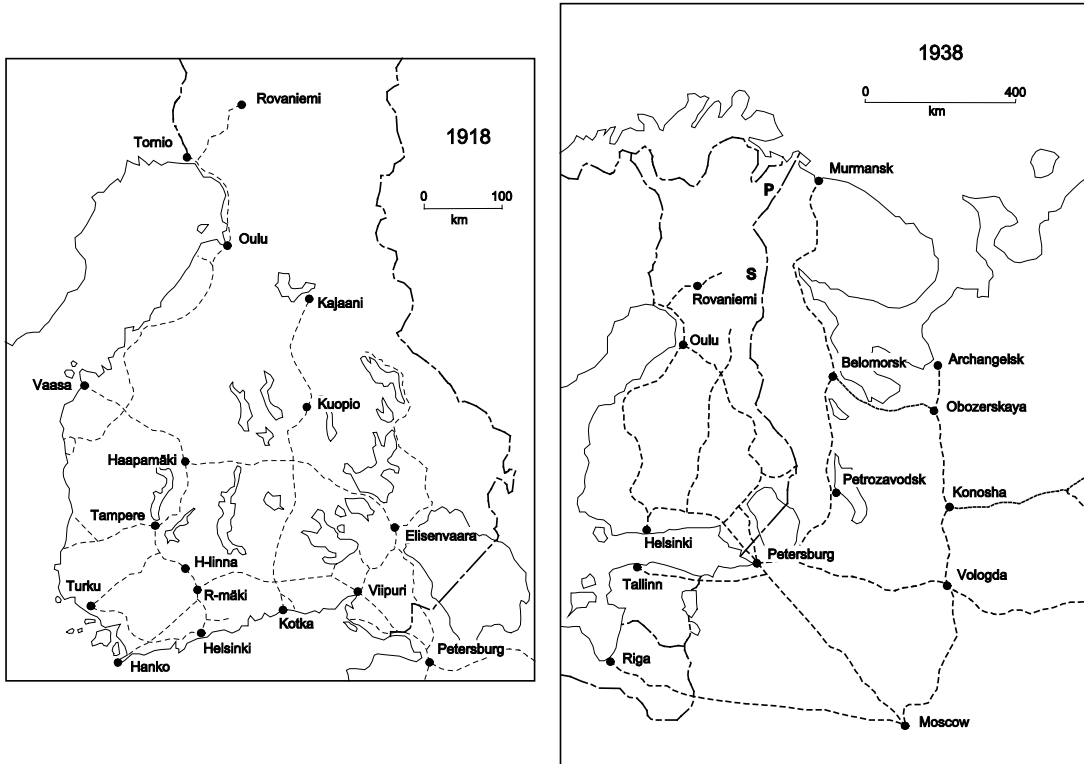 Rovaniemi
Tornio
1918
0 100
km
Oulu
Kajaani
Vaasa
Kuopio
Haapamäki
Tampere
Elisenvaara
H-linna
Turku
R-mäki
Viipuri
Kotka
Helsinki
Petersburg
Hanko
1938
0 400
km
Murmansk
P
S
Rovaniemi
Oulu
Belomorsk
Archangelsk
Obozerskaya
Petrozavodsk
Konosha
Helsinki
Petersburg
Tallinn
Vologda
Riga
Moscow